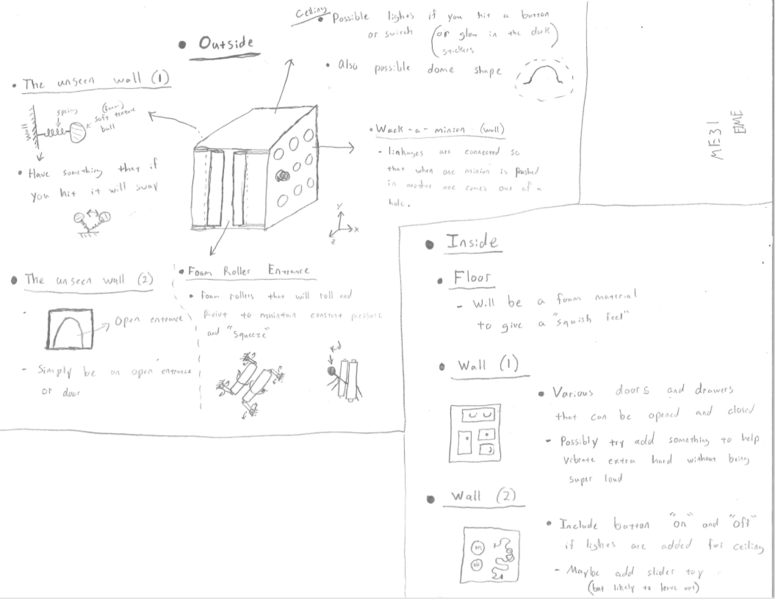 Ceiling
• Possible lights if you hit a button
or switch (or glow in the dark
stickers)
• Also possible dome shape
• Outside
• The unseen wall (1)
spring
(foam)
soft texture
ball
• Have something that if
you hit it will sway
• Wack-a-minion (wall)
- linkages are connected so
that when one minion is pushed
in another one comes out of a
hole.
y
x
z
ME31
EME
• The unseen wall (2)
Open entrance
- Simply be an open entrance
or door
• Foam Roller Entrance
• Foam rollers that will roll and
pivot to maintain constant pressure
and "squeeze"
• Inside
• Floor
- Will be a foam material
to give a "squish feel"
• Wall (1)
• Various doors and drawers
that can be opened and closed
- Possibly try add something to help
vibrate extra hard without being
super loud
• Wall (2)
• Include button "on" and "off"
if lights are added for ceiling
- Maybe add slider toy
(but likely to leave out)